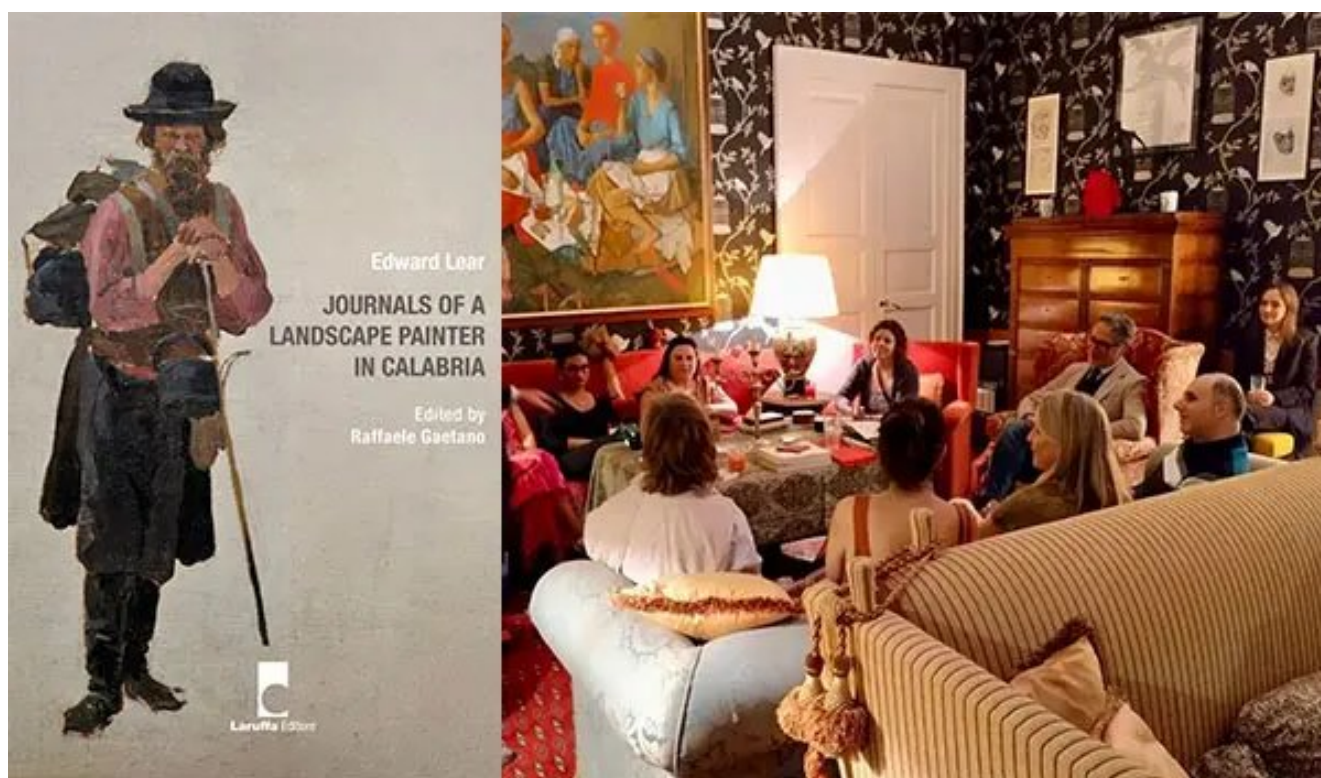 Edward Lear
JOURNALS OF A
LANDSCAPE PAINTER
IN CALABRIA
Edited by
Raffaele Gaetano
Laruffa Editore